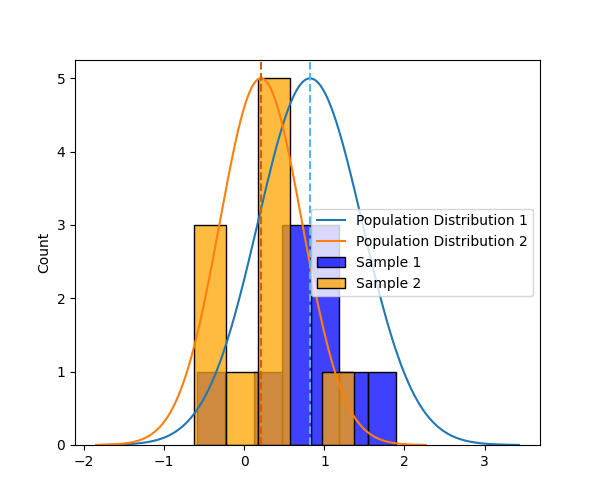 5
4
3
2
1
0
Count
Population Distribution 1
Population Distribution 2
Sample 1
Sample 2
−2 −1 0 1 2 3